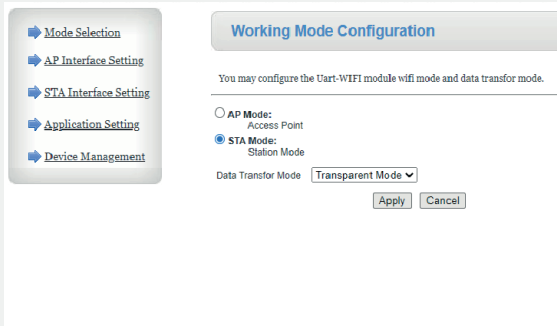 Mode Selection
AP Interface Setting
STA Interface Setting
Application Setting
Device Management
Working Mode Configuration
You may configure the Uart-WIFI module wifi mode and data transfor mode.
AP Mode:
Access Point
STA Mode:
Station Mode
Data Transfor Mode Transparent Mode
Apply Cancel